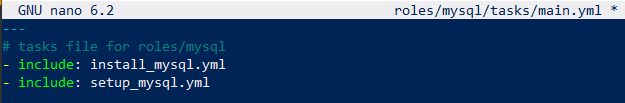 GNU nano 6.2 roles/mysql/tasks/main.yml *
---
# tasks file for roles/mysql
- include: install_mysql.yml
- include: setup_mysql.yml